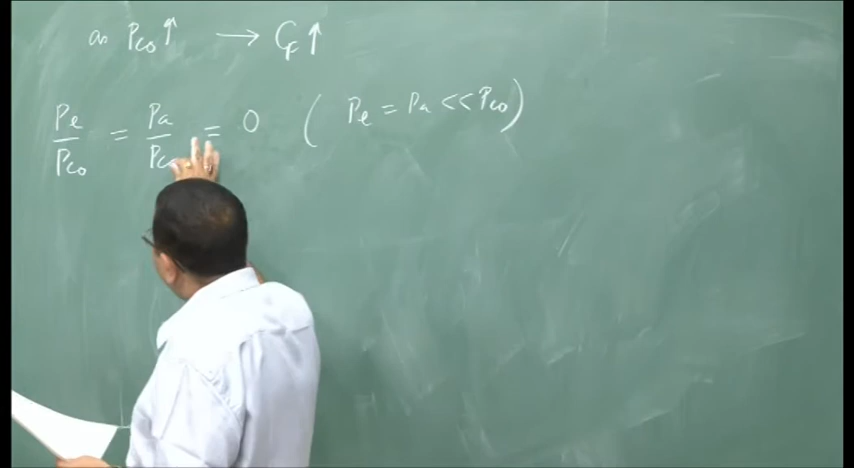 as Pco ↑ → CF ↑
Pe/Pco = Pa/Pco = 0 ( Pe = Pa << Pco )